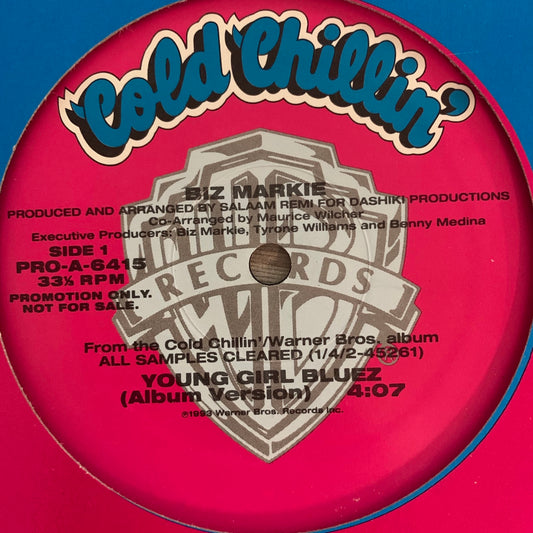 'Cold Chillin'
BIZ MARKIE
PRODUCED AND ARRANGED BY SALAAM REMI FOR DASHIKI PRODUCTIONS
Co-Arranged by Maurice Wilcher
Executive Producers: Biz Markie, Tyrone Williams and Benny Medina
SIDE 1
PRO-A-6415
33⅓ RPM
PROMOTION ONLY.
NOT FOR SALE.
RECORDS
®
From the Cold Chillin'/Warner Bros. album
ALL SAMPLES CLEARED (1/4/2-45261)
YOUNG GIRL BLUEZ
(Album Version) 4:07
℗1993 Warner Bros. Records Inc.